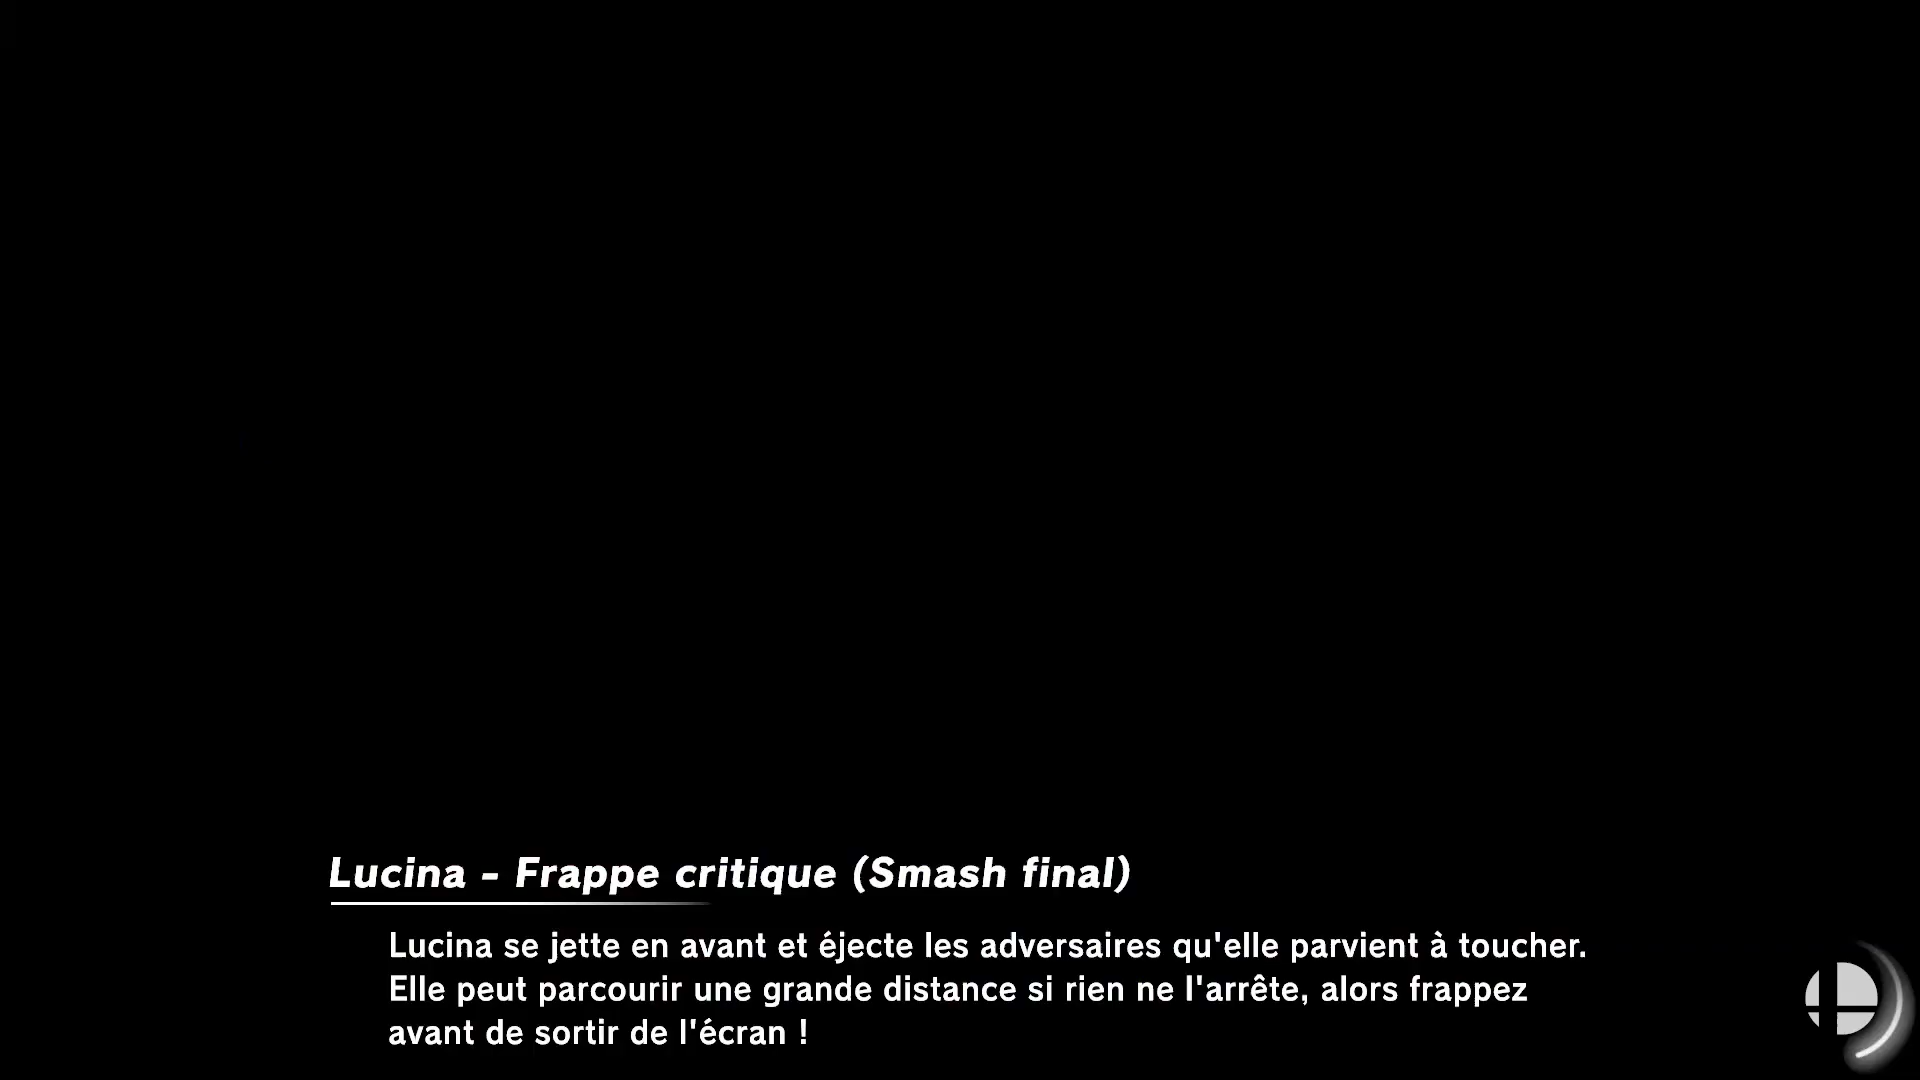 Lucina - Frappe critique (Smash final)
Lucina se jette en avant et éjecte les adversaires qu'elle parvient à toucher.
Elle peut parcourir une grande distance si rien ne l'arrête, alors frappez
avant de sortir de l'écran !